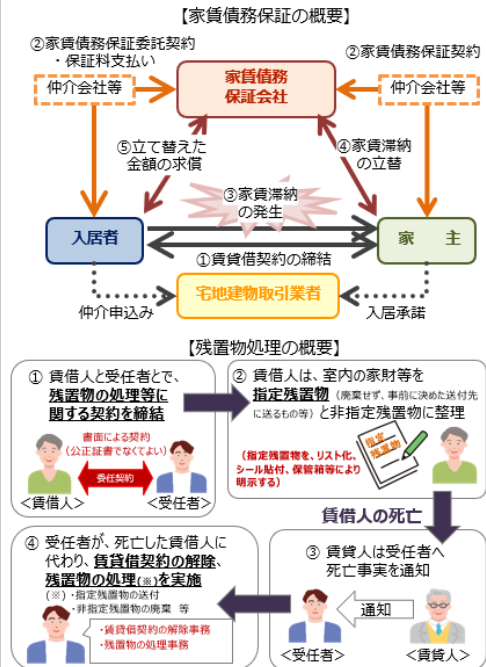 【家賃債務保証の概要】
②家賃債務保証委託契約
・保証料支払い
②家賃債務保証契約
仲介会社等
家賃債務
保証会社
仲介会社等
⑤立て替えた
金額の求償
④家賃滞納
の立替
③家賃滞納
の発生
入居者
家　主
①賃貸借契約の締結
宅地建物取引業者
仲介申込み
入居承諾
【残置物処理の概要】
① 賃借人と受任者とで、
残置物の処理等に
関する契約を締結
書面による契約
（公正証書でなくてよい）
委任契約
＜賃借人＞
＜受任者＞
② 賃借人は、室内の家財等を
指定残置物（廃棄せず、事前に決めた送付先
に送るもの等）と非指定残置物に整理
指定
残置物
（指定残置物を、リスト化、
シール貼付、保管箱等により
明示する）
賃借人の死亡
③ 賃貸人は受任者へ
死亡事実を通知
通知
＜受任者＞
＜賃貸人＞
④ 受任者が、死亡した賃借人に
代わり、賃貸借契約の解除、
残置物の処理(※)を実施
(※)・指定残置物の送付
・非指定残置物の廃棄 等
・賃貸借契約の解除事務
・残置物の処理事務